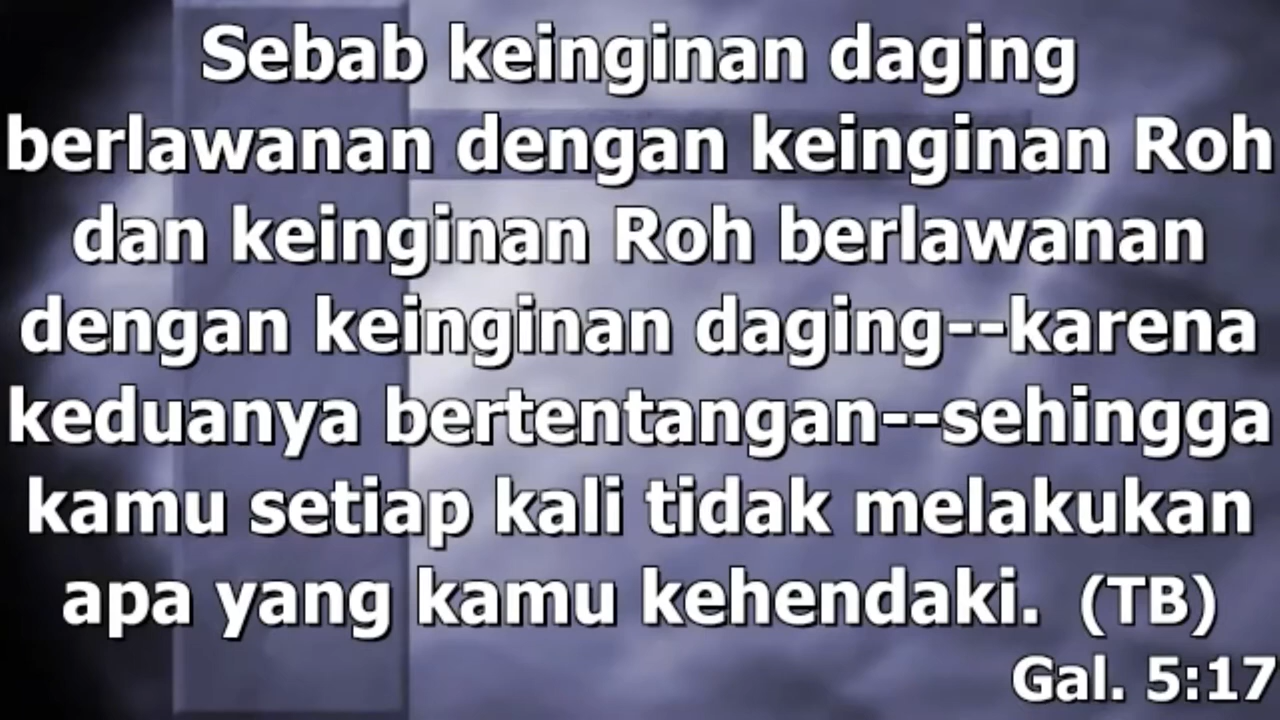 Sebab keinginan daging
berlawanan dengan keinginan Roh
dan keinginan Roh berlawanan
dengan keinginan daging--karena
keduanya bertentangan--sehingga
kamu setiap kali tidak melakukan
apa yang kamu kehendaki. (TB)
Gal. 5:17